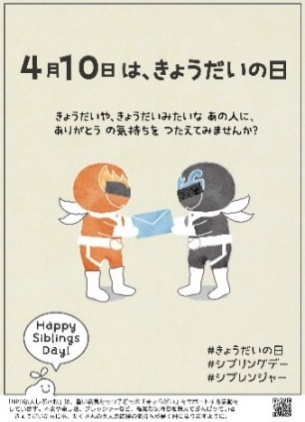 4月10日は、きょうだいの日
きょうだいや、きょうだいみたいな あの人に、
ありがとう の気持ちを つたえてみませんか?
Happy
Siblings
Day!
#きょうだいの日
#シブリングデー
#シブレンジャー